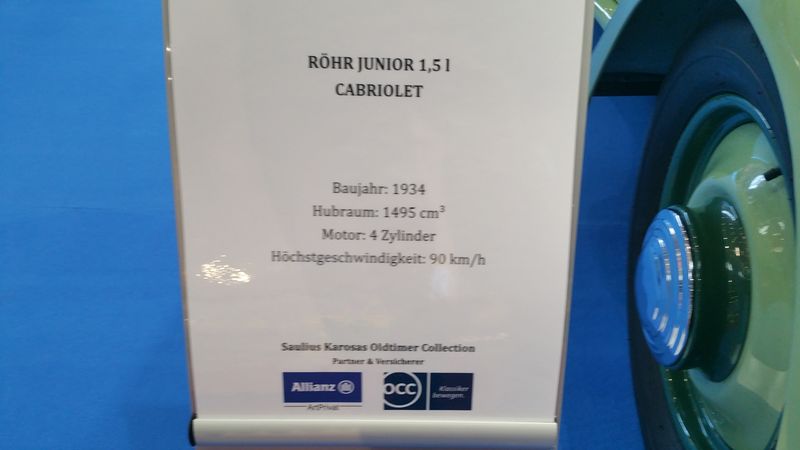 RÖHR JUNIOR 1,5 l
CABRIOLET
Baujahr: 1934
Hubraum: 1495 cm³
Motor: 4 Zylinder
Höchstgeschwindigkeit: 90 km/h
Saulius Karosas Oldtimer Collection
Partner & Versicherer
Allianz
ArtPrivat
OCC
Klassiker
bewegen.